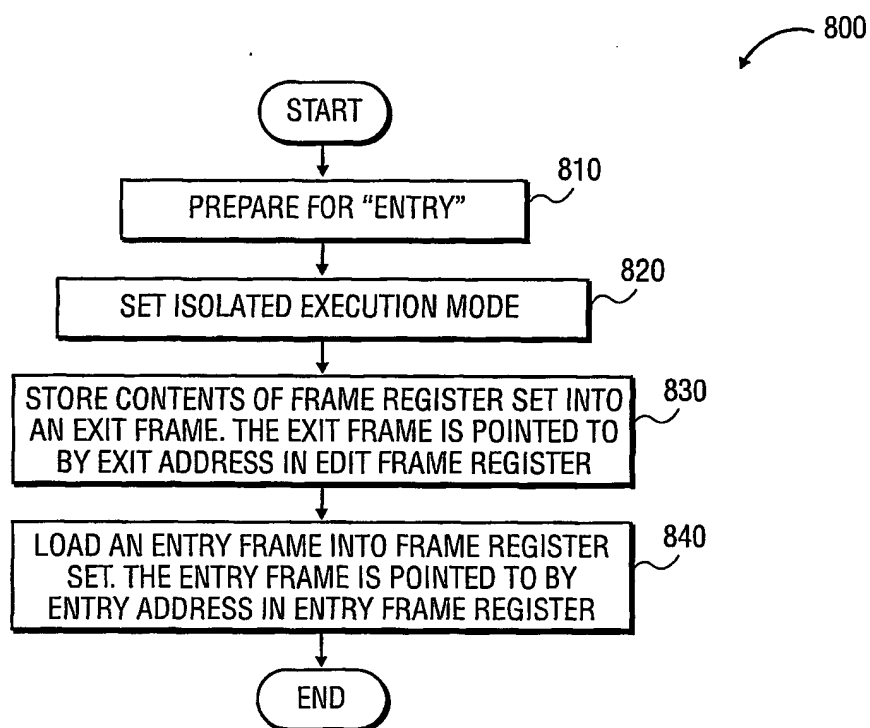 800
START
810
PREPARE FOR “ENTRY”
820
SET ISOLATED EXECUTION MODE
830
STORE CONTENTS OF FRAME REGISTER SET INTO
AN EXIT FRAME. THE EXIT FRAME IS POINTED TO
BY EXIT ADDRESS IN EDIT FRAME REGISTER
840
LOAD AN ENTRY FRAME INTO FRAME REGISTER
SET. THE ENTRY FRAME IS POINTED TO BY
ENTRY ADDRESS IN ENTRY FRAME REGISTER
END